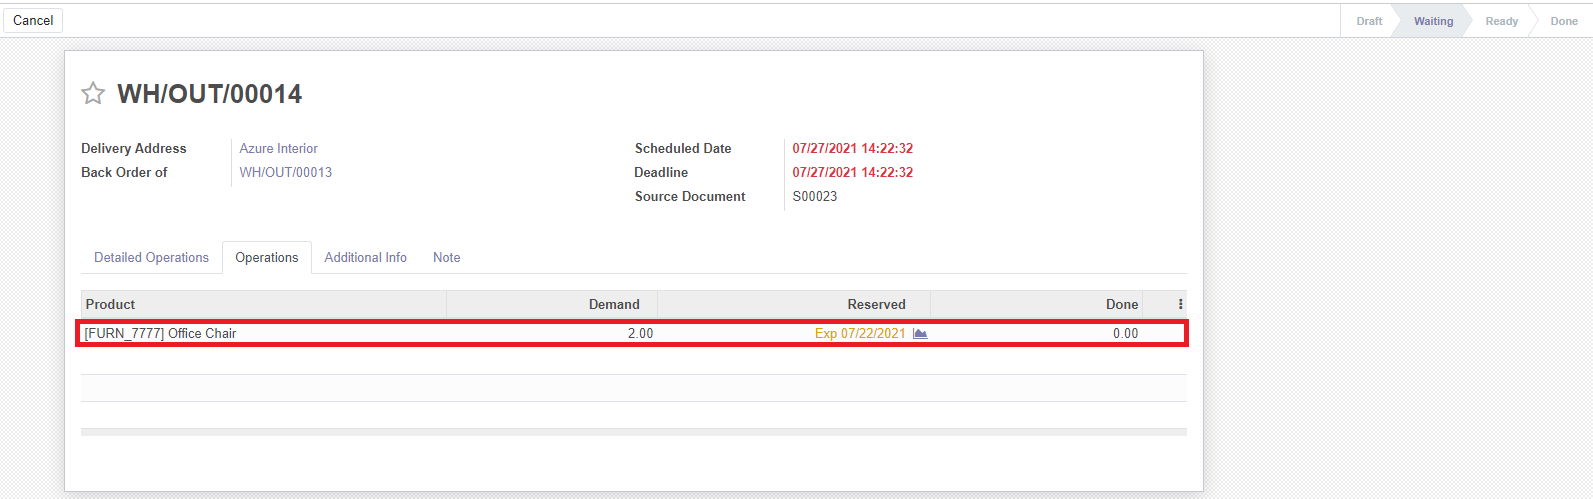 Cancel
Draft Waiting Ready Done
WH/OUT/00014
Delivery Address Azure Interior Scheduled Date 07/27/2021 14:22:32
Back Order of WH/OUT/00013 Deadline 07/27/2021 14:22:32
Source Document S00023
Detailed Operations Operations Additional Info Note
Product Demand Reserved Done
[FURN_7777] Office Chair 2.00 Exp 07/22/2021 0.00